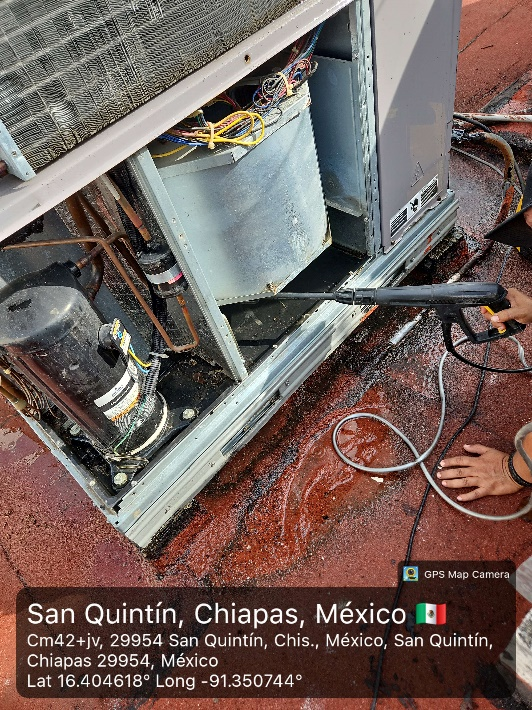 GPS Map Camera
San Quintín, Chiapas, México
Cm42+jv, 29954 San Quintín, Chis., México, San Quintín,
Chiapas 29954, México
Lat 16.404618° Long -91.350744°